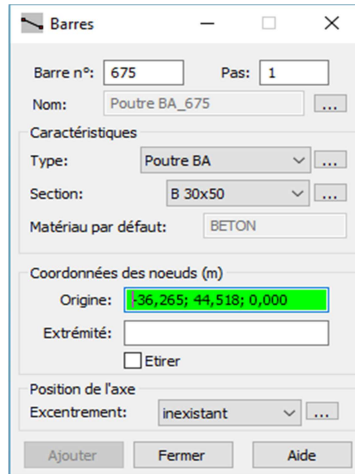 Barres
Barre n°: 675 Pas: 1
Nom: Poutre BA_675 ...
Caractéristiques
Type: Poutre BA ...
Section: B 30x50 ...
Matériau par défaut: BETON
Coordonnées des noeuds (m)
Origine: -36,265; 44,518; 0,000
Extrémité:
Etirer
Position de l'axe
Excentrement: inexistant ...
Ajouter Fermer Aide